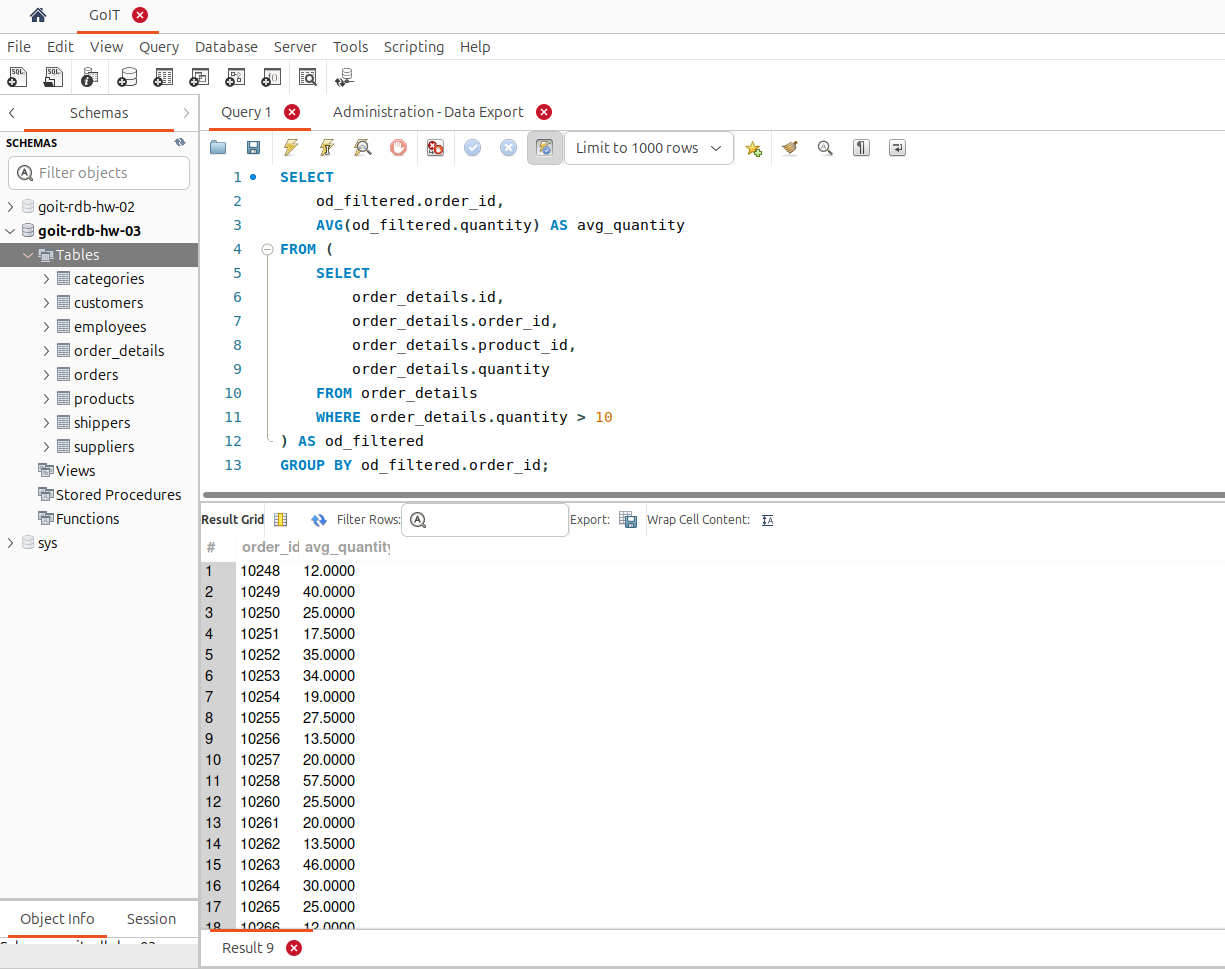 GoIT
File Edit View Query Database Server Tools Scripting Help
Schemas
SCHEMAS
Filter objects
goit-rdb-hw-02
goit-rdb-hw-03
Tables
categories
customers
employees
order_details
orders
products
shippers
suppliers
Views
Stored Procedures
Functions
sys
Object Info Session
Query 1 Administration - Data Export
Limit to 1000 rows
1 SELECT
2 od_filtered.order_id,
3 AVG(od_filtered.quantity) AS avg_quantity
4 FROM (
5 SELECT
6 order_details.id,
7 order_details.order_id,
8 order_details.product_id,
9 order_details.quantity
10 FROM order_details
11 WHERE order_details.quantity > 10
12 ) AS od_filtered
13 GROUP BY od_filtered.order_id;
Result Grid Filter Rows: Export: Wrap Cell Content:
# order_id avg_quantity
1 10248 12.0000
2 10249 40.0000
3 10250 25.0000
4 10251 17.5000
5 10252 35.0000
6 10253 34.0000
7 10254 19.0000
8 10255 27.5000
9 10256 13.5000
10 10257 20.0000
11 10258 57.5000
12 10260 25.5000
13 10261 20.0000
14 10262 13.5000
15 10263 46.0000
16 10264 30.0000
17 10265 25.0000
18 10266 12.0000
Result 9